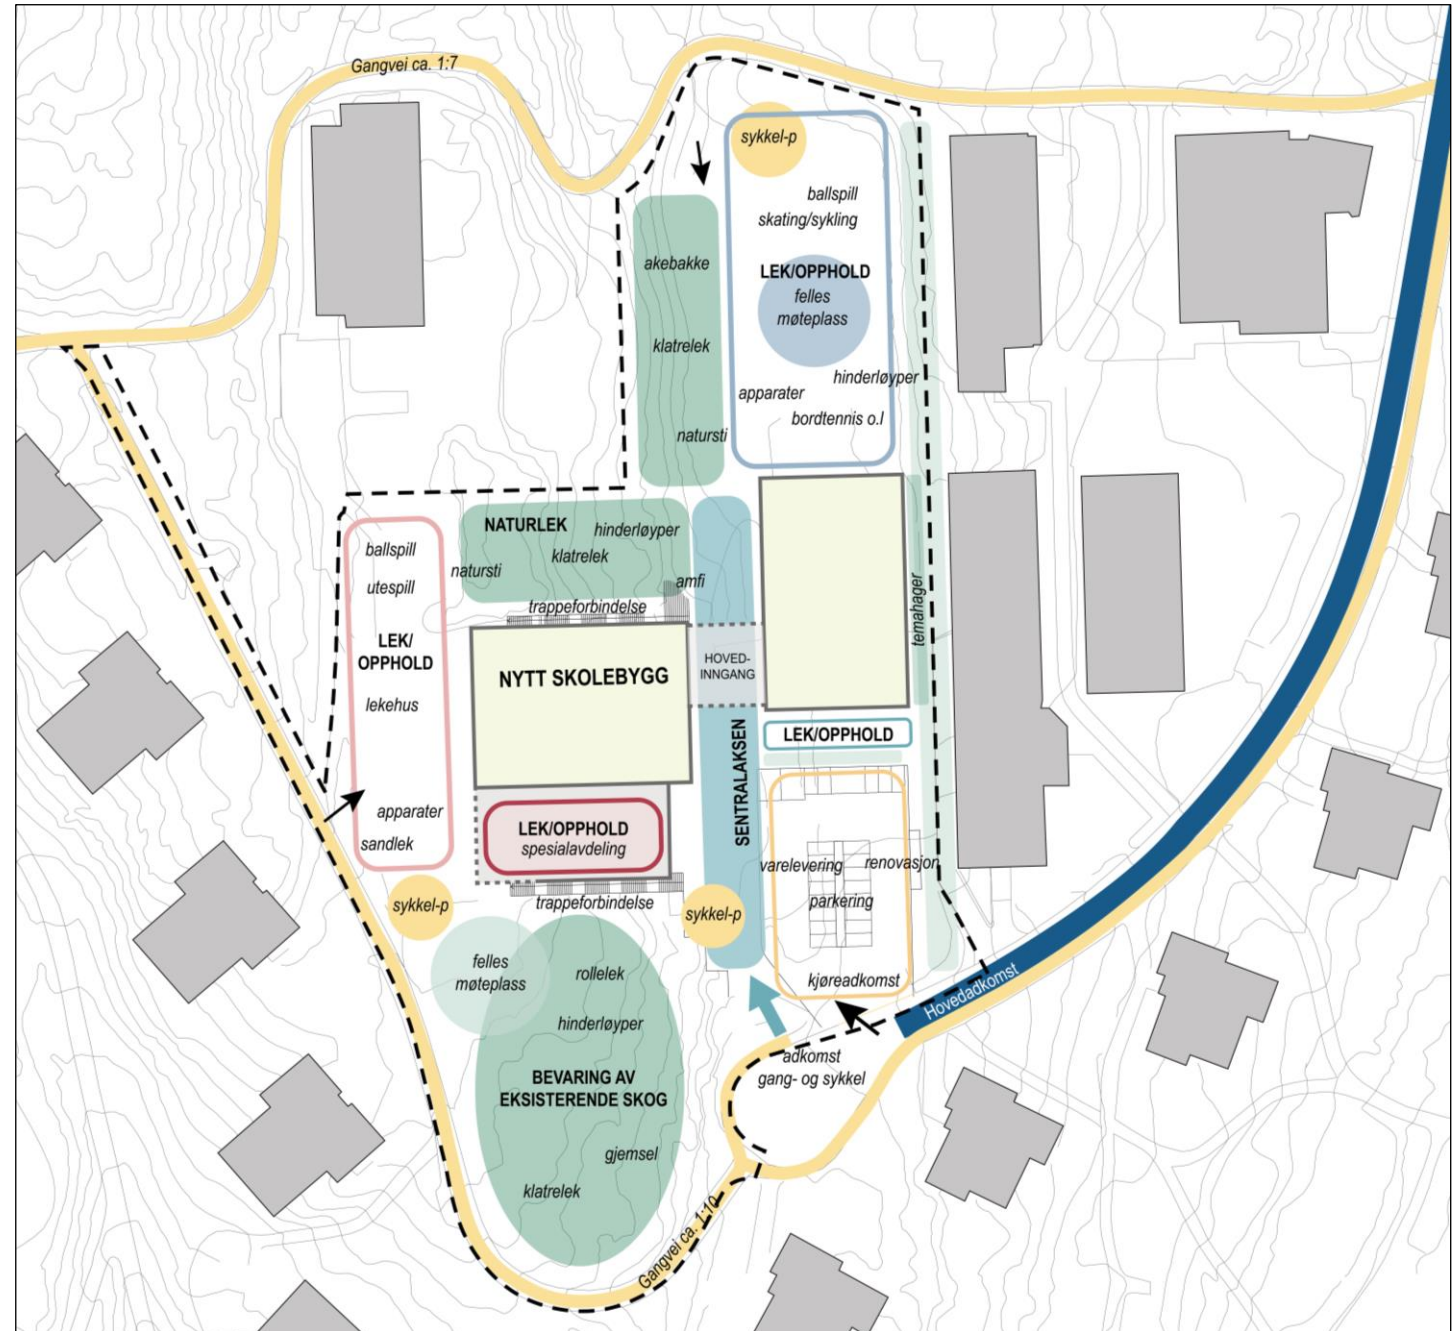 Gangvei ca. 1:7
sykkel-p
ballspill
skating/sykling
akebakke
LEK/OPPHOLD
felles
møteplass
klatrelek
hinderløyper
apparater
bordtennis o.l
natursti
NATURLEK
hinderløyper
klatrelek
natursti
amfi
trappeforbindelse
ballspill
utespill
LEK/
OPPHOLD
lekehus
apparater
sandlek
NYTT SKOLEBYGG
HOVED-
INNGANG
temahager
LEK/OPPHOLD
SENTRALAKSEN
LEK/OPPHOLD
spesialavdeling
trappeforbindelse
varelevering
renovasjon
parkering
kjøreadkomst
sykkel-p
sykkel-p
felles
møteplass
rollelek
hinderløyper
BEVARING AV
EKSISTERENDE SKOG
gjemsel
klatrelek
Hovedadkomst
adkomst
gang- og sykkel
Gangvei ca. 1:10